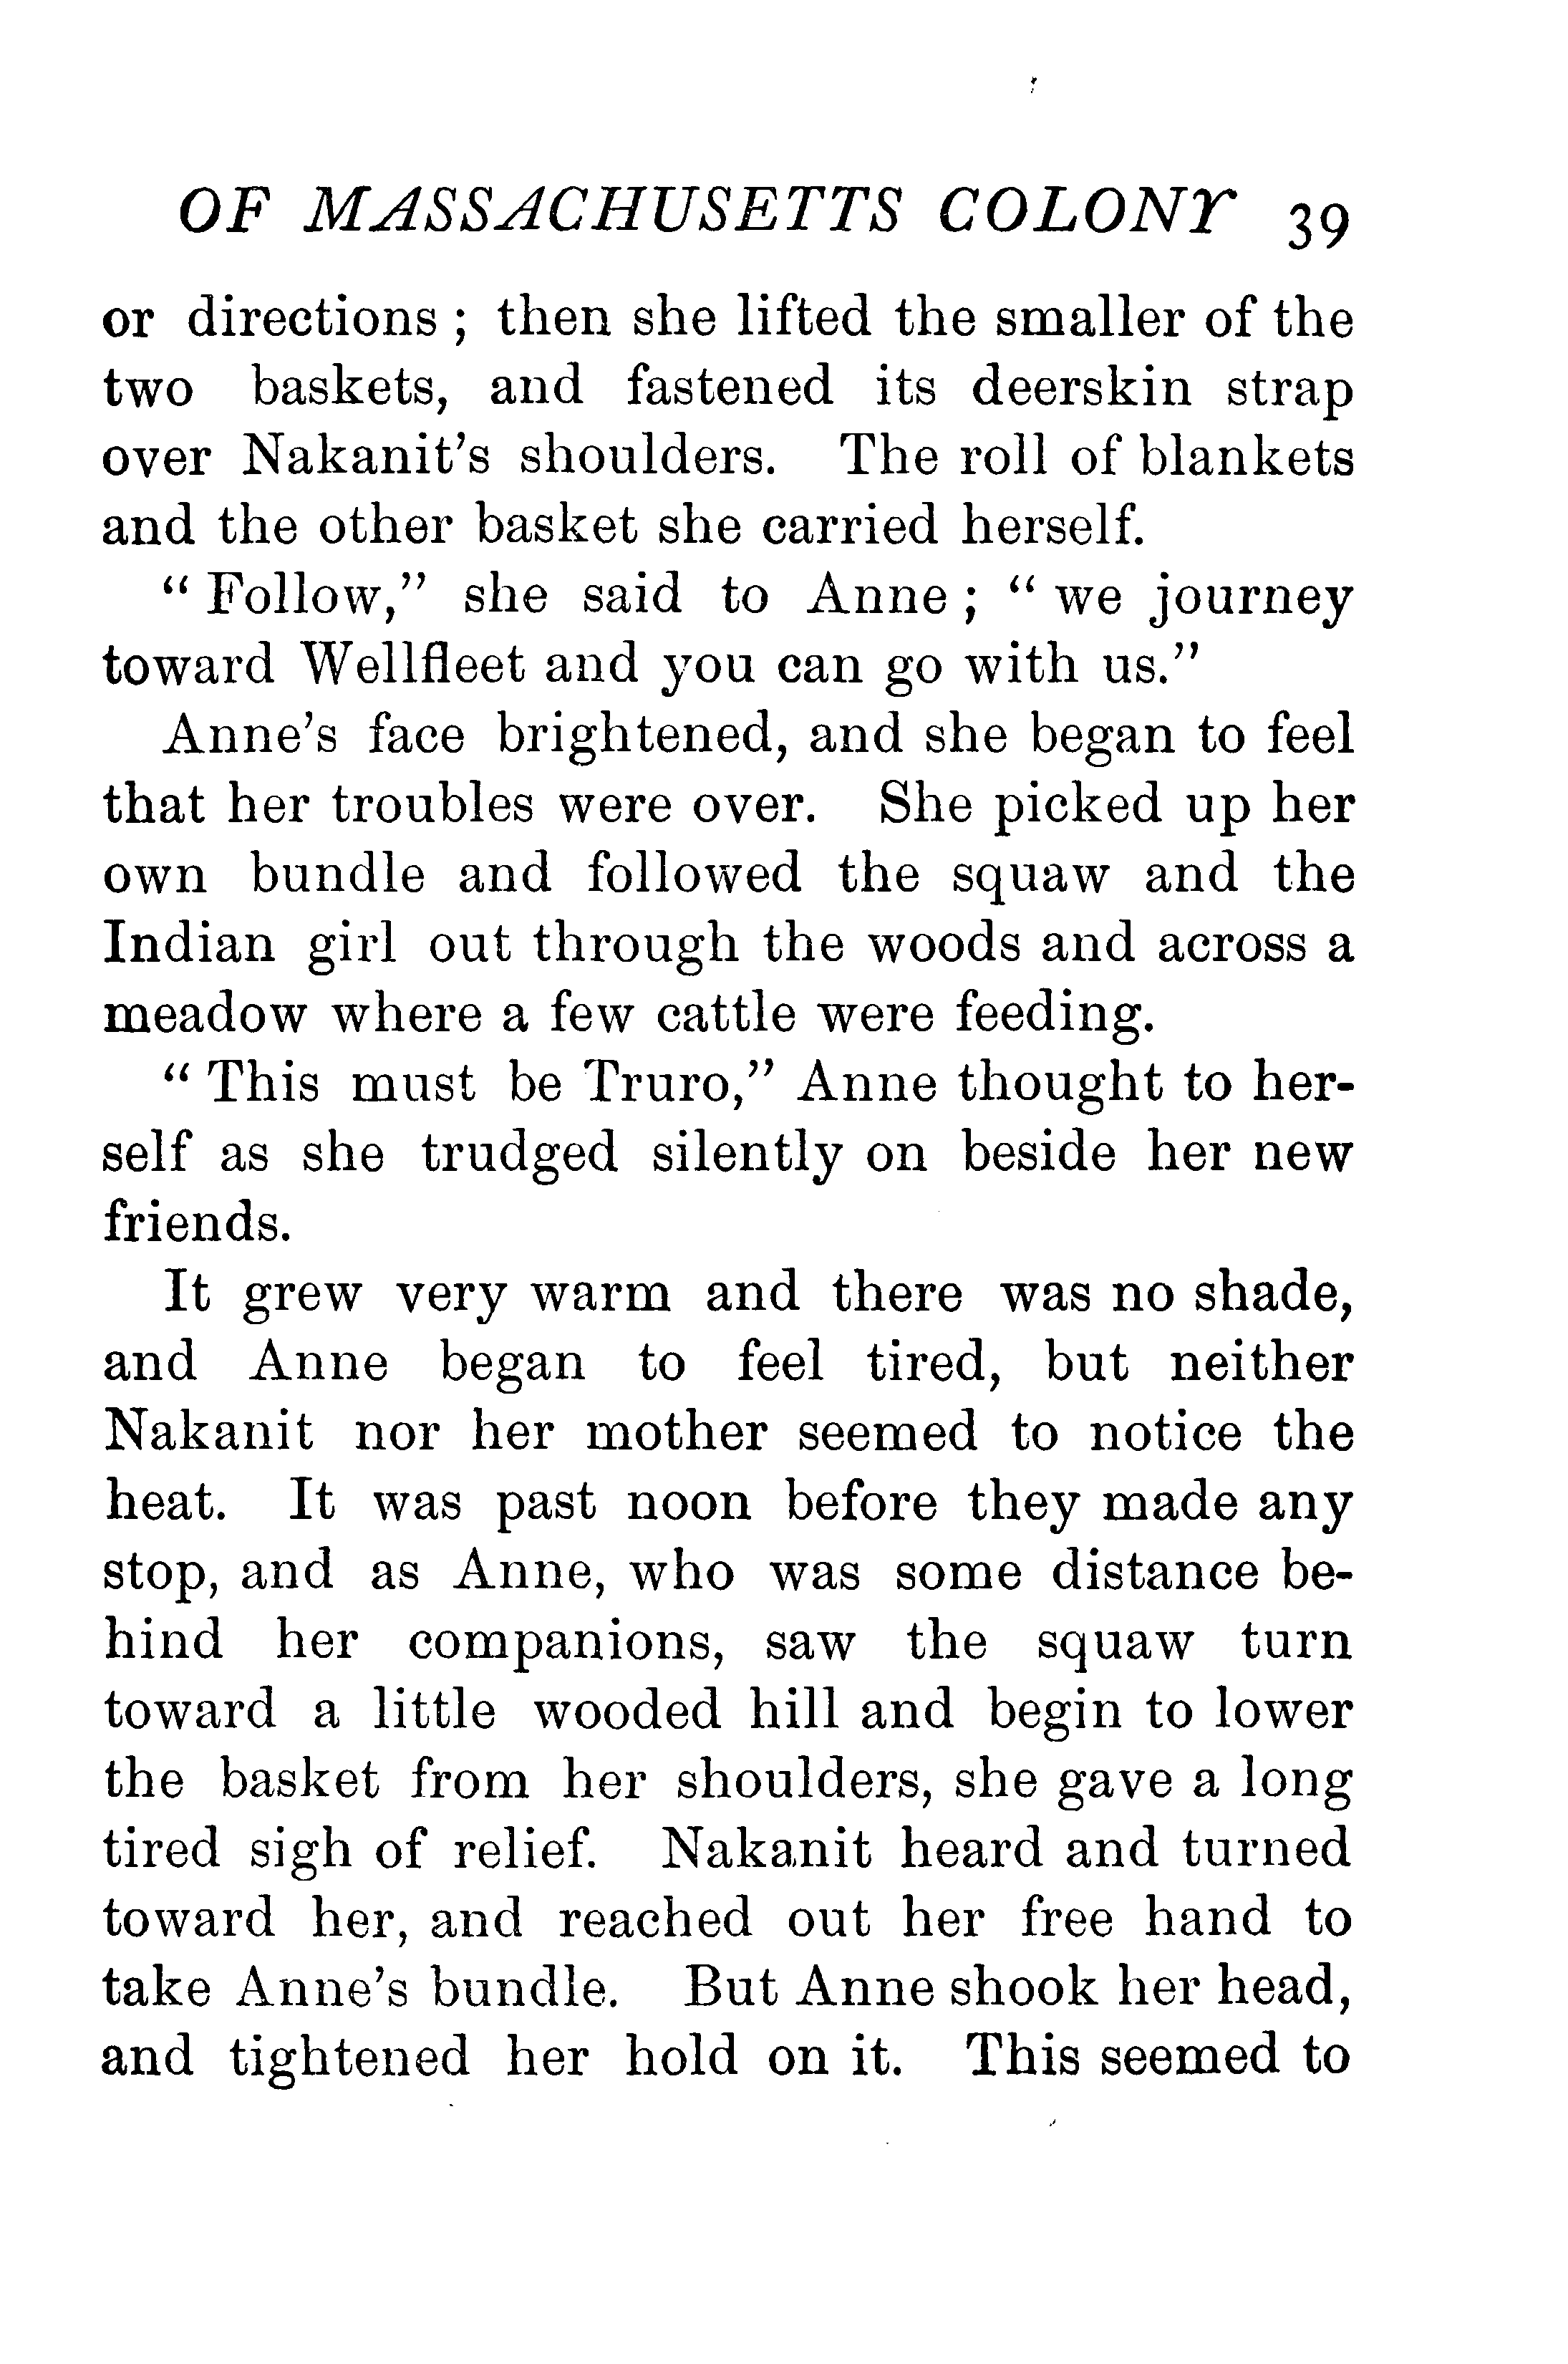 OF MASSACHUSETTS COLONY 39
or directions ; then she lifted the smaller of the
two baskets, and fastened its deerskin strap
over Nakanit's shoulders. The roll of blankets
and the other basket she carried herself.
“ Follow,” she said to Anne ; “ we journey
toward Wellfleet and you can go with us.”
Anne's face brightened, and she began to feel
that her troubles were over. She picked up her
own bundle and followed the squaw and the
Indian girl out through the woods and across a
meadow where a few cattle were feeding.
“ This must be Truro,” Anne thought to her-
self as she trudged silently on beside her new
friends.
It grew very warm and there was no shade,
and Anne began to feel tired, but neither
Nakanit nor her mother seemed to notice the
heat. It was past noon before they made any
stop, and as Anne, who was some distance be-
hind her companions, saw the squaw turn
toward a little wooded hill and begin to lower
the basket from her shoulders, she gave a long
tired sigh of relief. Nakanit heard and turned
toward her, and reached out her free hand to
take Anne's bundle. But Anne shook her head,
and tightened her hold on it. This seemed to